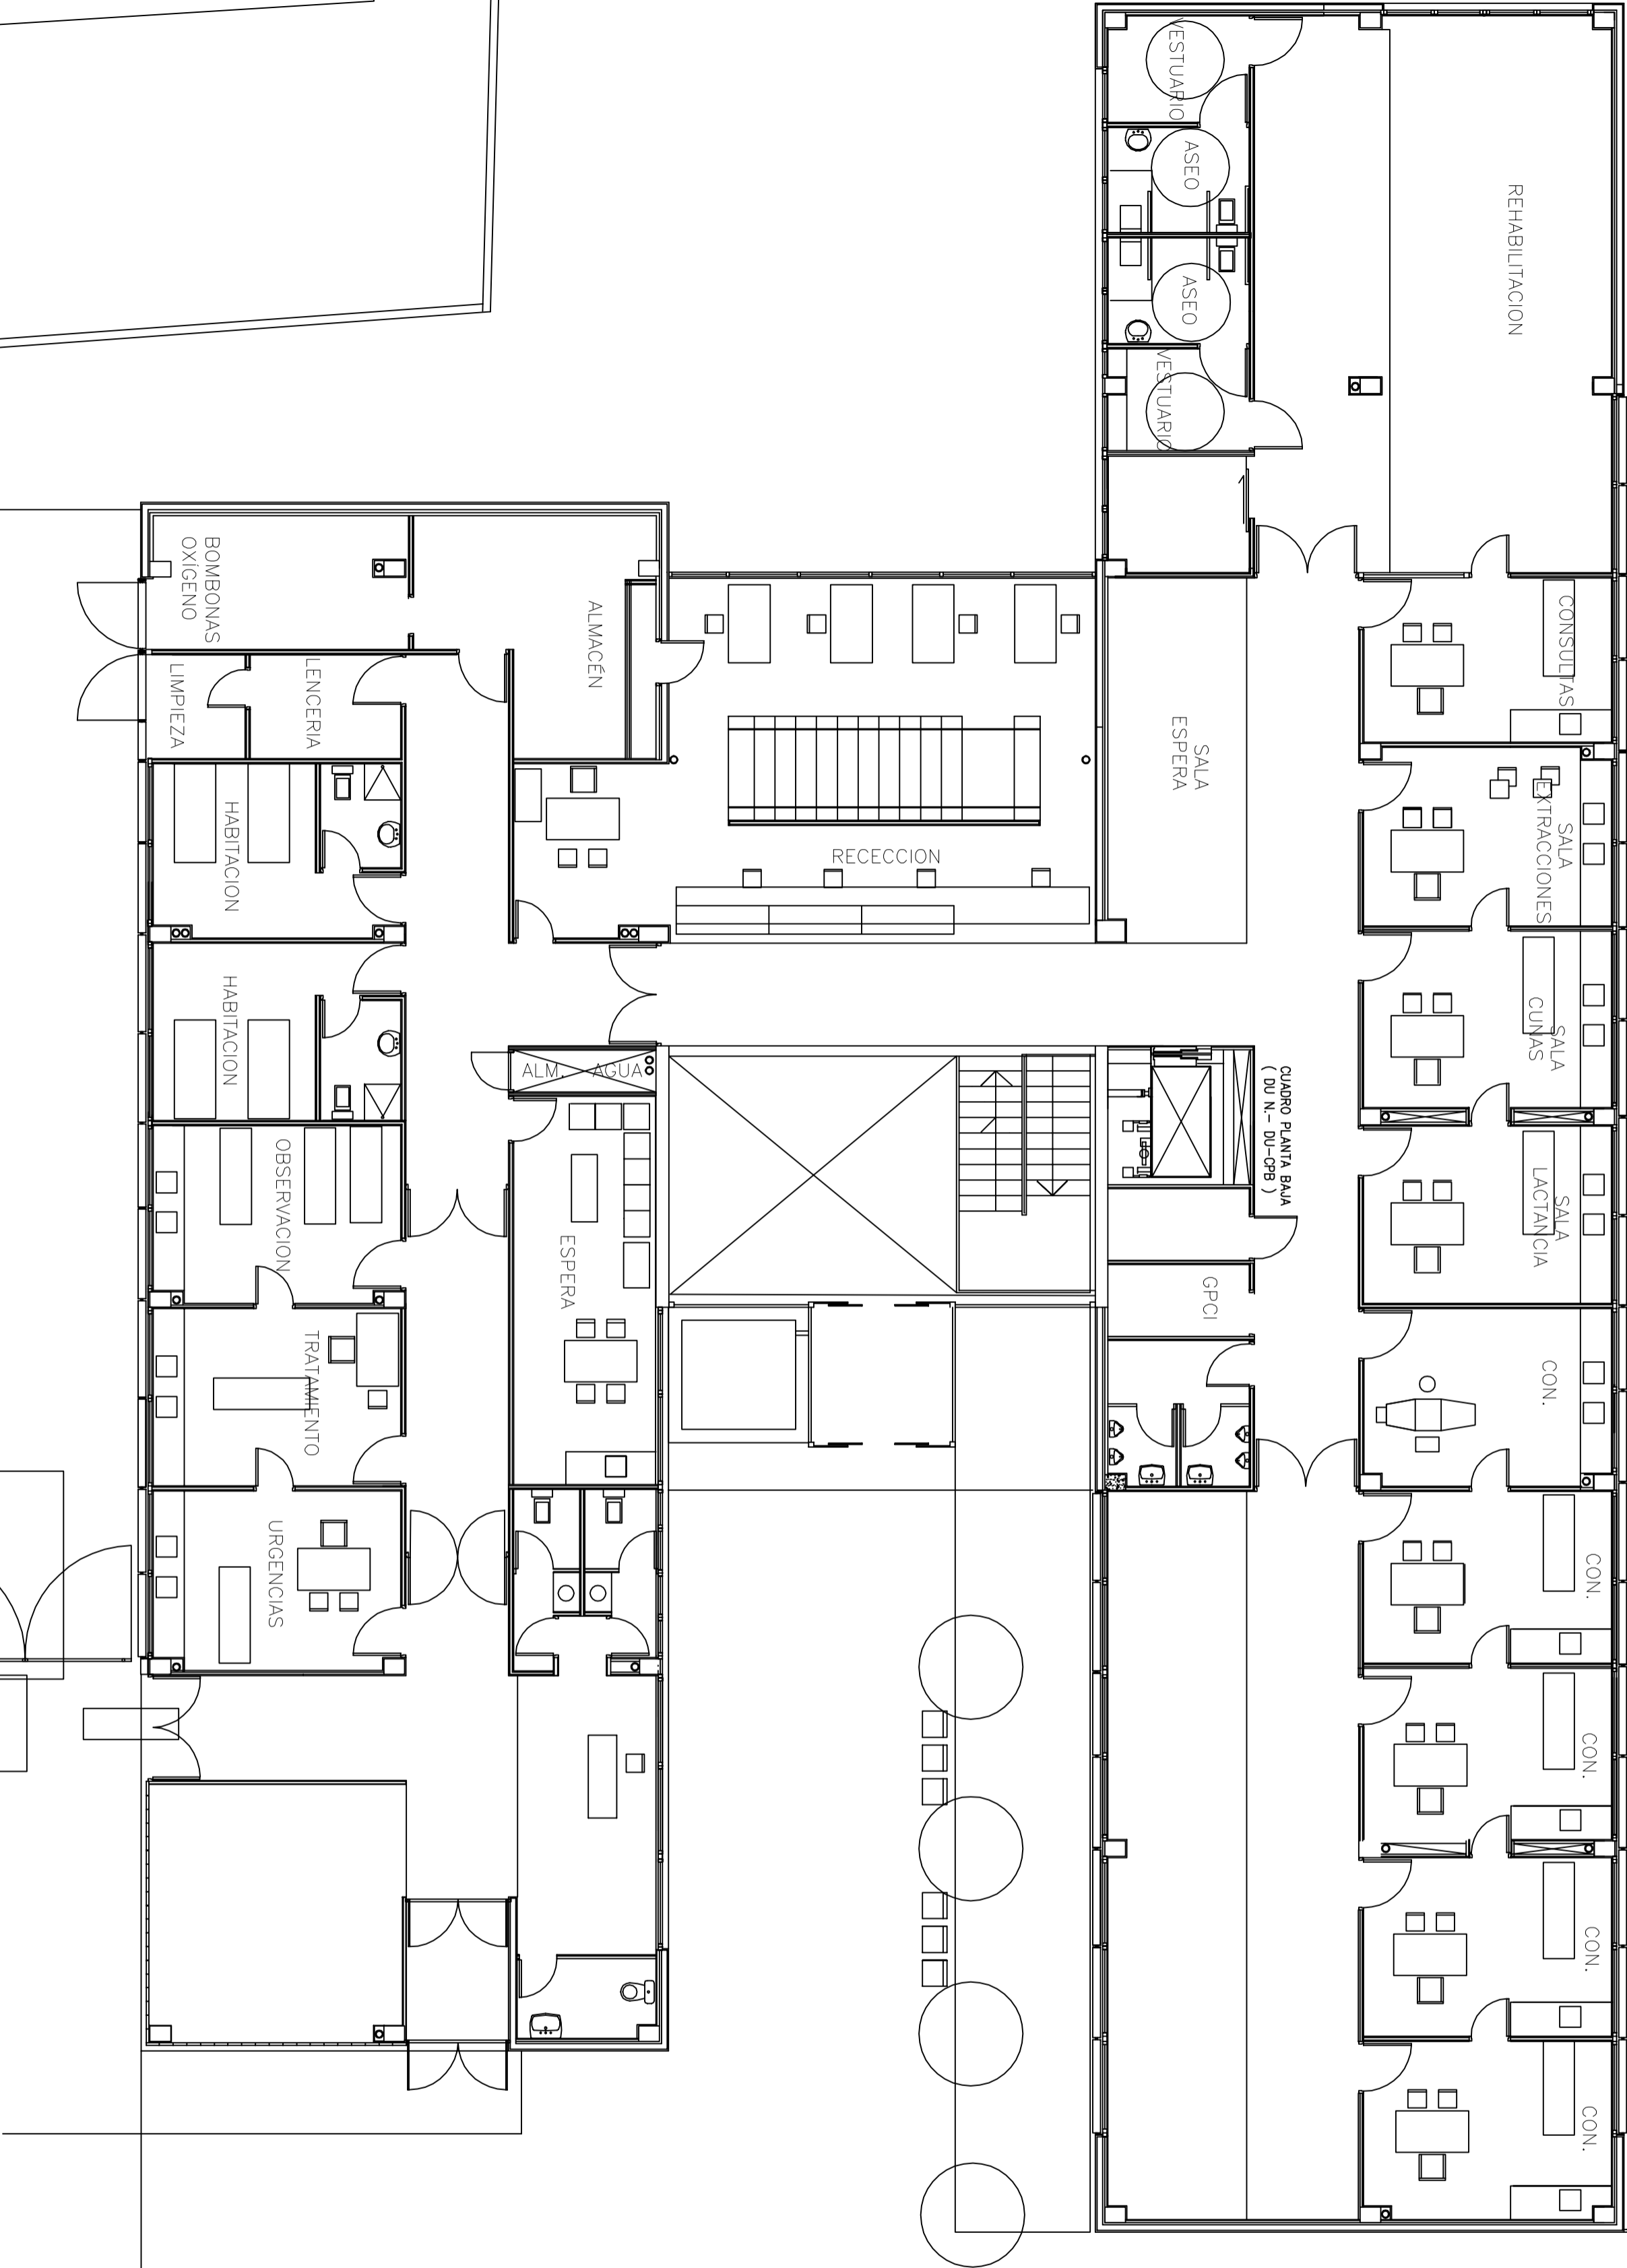 VESTUARIO
ASEO
ASEO
VESTUARIO
REHABILITACION
CONSULTAS
SALA
ESPERA
SALA
EXTRACCIONES
SALA
CUNAS
SALA
LACTANCIA
CON.
CON.
CON.
CON.
CON.
CUADRO PLANTA BAJA
( DU N.- DU-CPB )
GPCI
RECECCION
ALMACÉN
BOMBONAS
OXÍGENO
LIMPIEZA
LENCERIA
HABITACION
HABITACION
ALM. AGUA
ESPERA
OBSERVACION
TRATAMIENTO
URGENCIAS